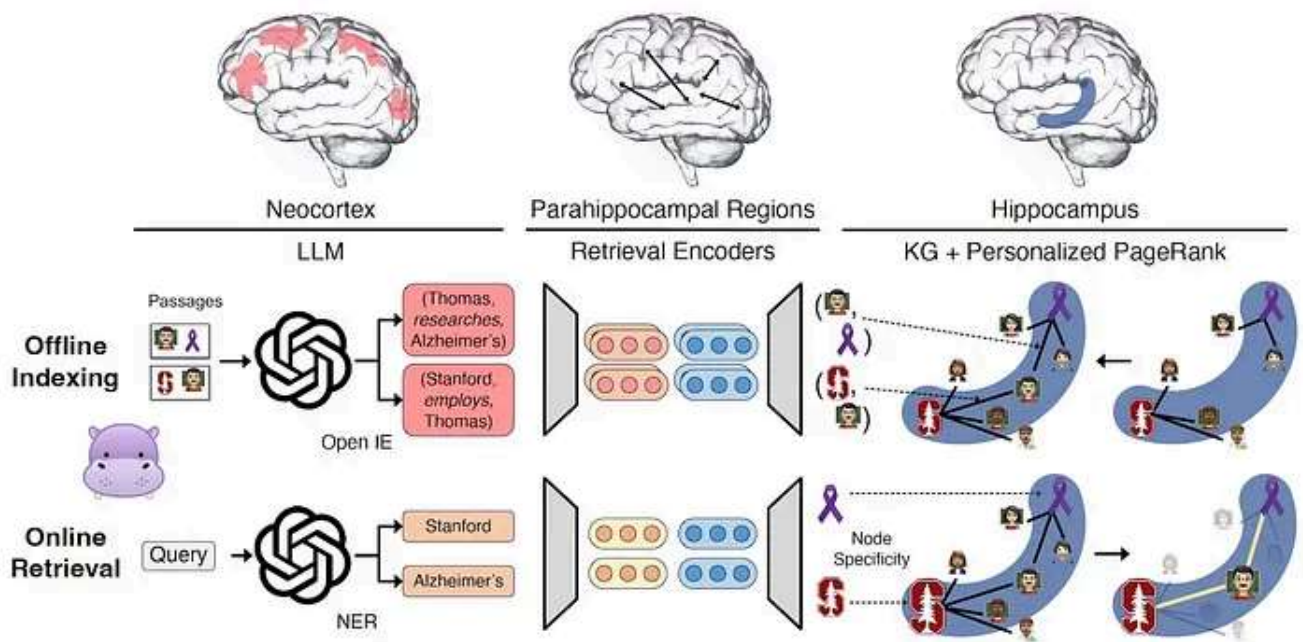 Neocortex
Parahippocampal Regions
Hippocampus
LLM
Retrieval Encoders
KG + Personalized PageRank
Offline
Indexing
Passages
(Thomas,
researches,
Alzheimer's)
(Stanford,
employs,
Thomas)
Open IE
( ,
)
( ,
)
Online
Retrieval
Query
Stanford
Alzheimer's
NER
Node
Specificity